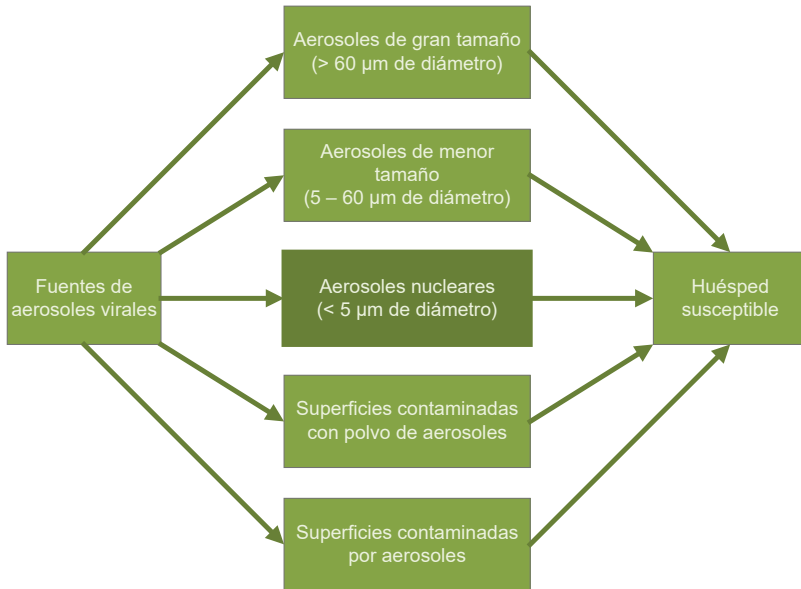 Aerosoles de gran tamaño
(> 60 μm de diámetro)
Aerosoles de menor
tamaño
(5 – 60 μm de diámetro)
Fuentes de
aerosoles virales
Aerosoles nucleares
(< 5 μm de diámetro)
Huésped
susceptible
Superficies contaminadas
con polvo de aerosoles
Superficies contaminadas
por aerosoles